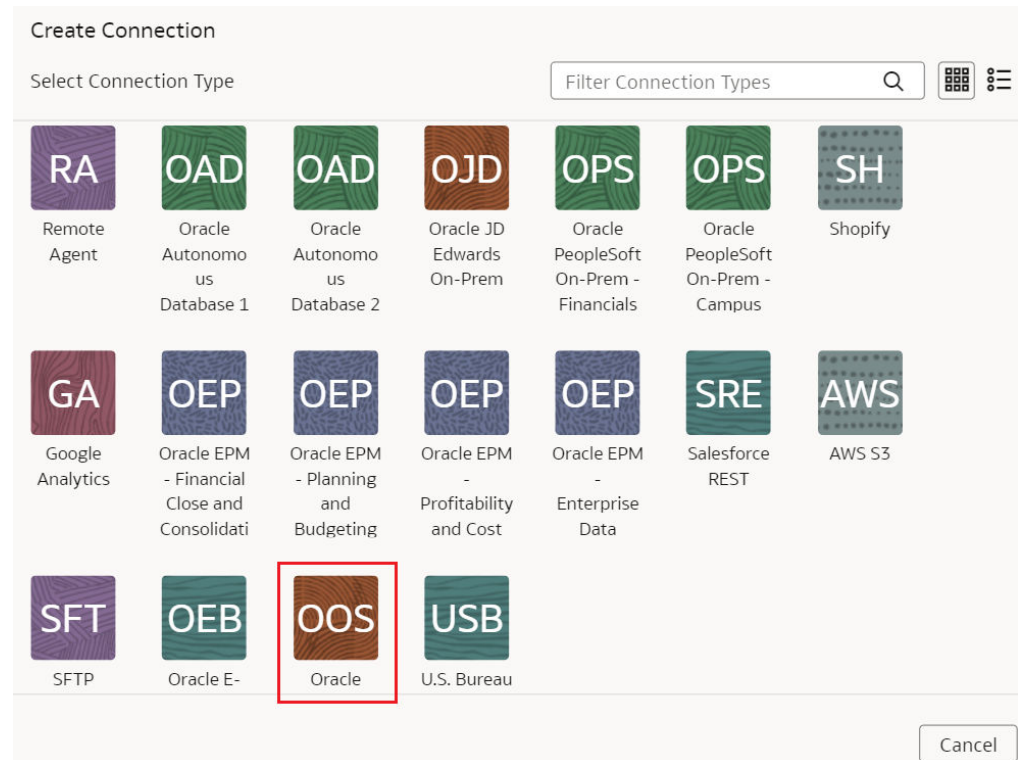 Create Connection
Select Connection Type
Filter Connection Types
RA OAD OAD OJD OPS OPS SH
Remote Oracle Oracle Oracle JD Oracle Oracle Shopify
Agent Autonomo Autonomo Edwards PeopleSoft PeopleSoft
us us On-Prem On-Prem - On-Prem -
Database 1 Database 2 Financials Campus
GA OEP OEP OEP OEP SRE AWS
Google Oracle EPM Oracle EPM Oracle EPM Oracle EPM Salesforce AWS S3
Analytics - Financial - Planning - - REST
Close and and Profitability Enterprise
Consolidati Budgeting and Cost Data
SFT OEB OOS USB
SFTP Oracle E- Oracle U.S. Bureau
Cancel